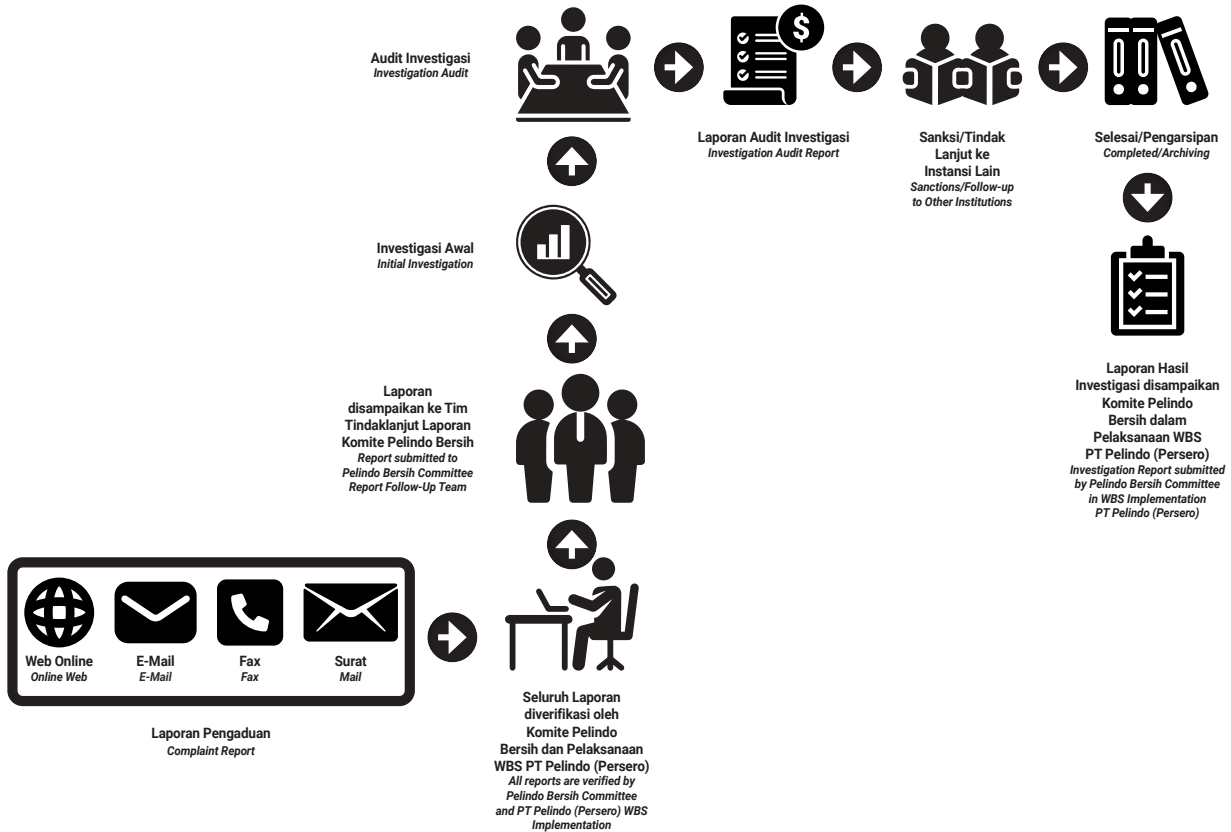 Audit Investigasi
Investigation Audit
$
Laporan Audit Investigasi
Investigation Audit Report
Sanksi/Tindak
Lanjut ke
Instansi Lain
Sanctions/Follow-up
to Other Institutions
Selesai/Pengarsipan
Completed/Archiving
Investigasi Awal
Initial Investigation
Laporan
disampaikan ke Tim
Tindaklanjut Laporan
Komite Pelindo Bersih
Report submitted to
Pelindo Bersih Committee
Report Follow-Up Team
Laporan Hasil
Investigasi disampaikan
Komite Pelindo
Bersih dalam
Pelaksanaan WBS
PT Pelindo (Persero)
Investigation Report submitted
by Pelindo Bersih Committee
in WBS Implementation
PT Pelindo (Persero)
Web Online
Online Web
E-Mail
E-Mail
Fax
Fax
Surat
Mail
Laporan Pengaduan
Complaint Report
Seluruh Laporan
diverifikasi oleh
Komite Pelindo
Bersih dan Pelaksanaan
WBS PT Pelindo (Persero)
All reports are verified by
Pelindo Bersih Committee
and PT Pelindo (Persero) WBS
Implementation